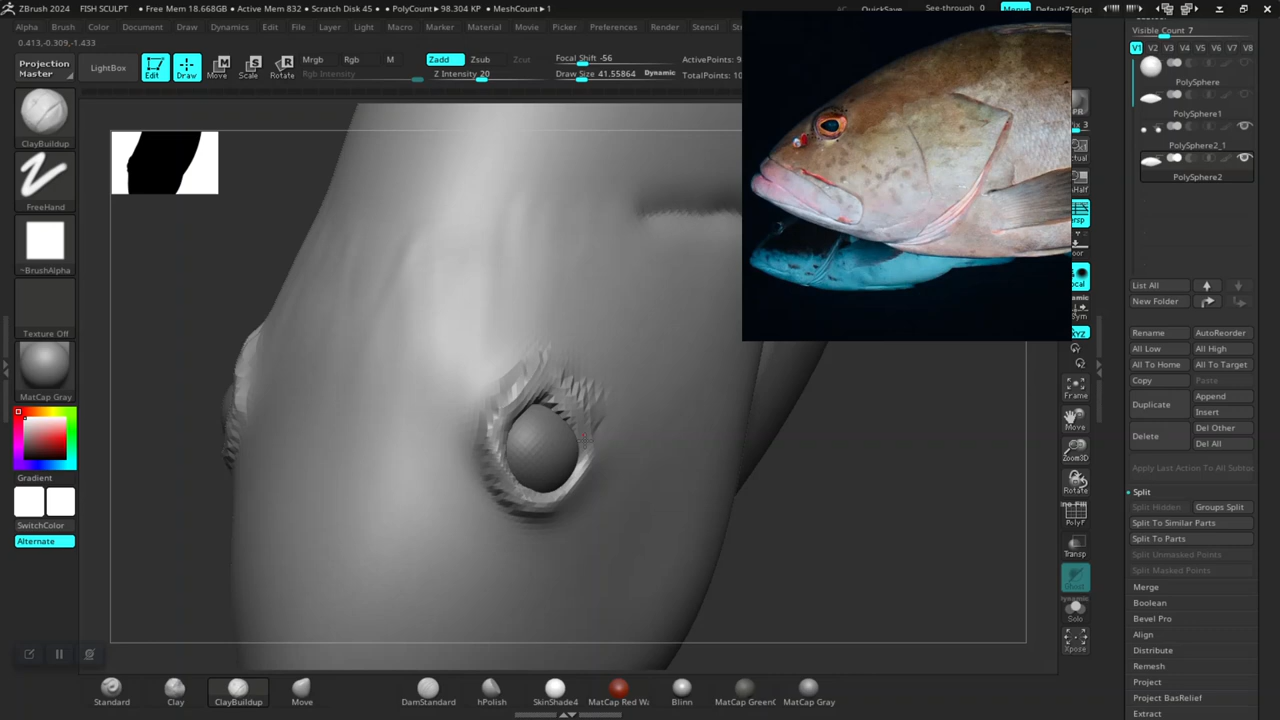 ZBrush 2024 FISH SCULPT • Free Mem 18.668GB • Active Mem 832 • Scratch Disk 45 • PolyCount• 98.304 KP • MeshCount• 1
QuickSave See-through 0 Menus DefaultZScript
Alpha Brush Color Document Draw Dynamics Edit File Layer Light Macro Marker Material Movie Picker Preferences Render Stencil
0.413,-0.309,-1.433
Projection Master
LightBox
Edit Draw Move Scale Rotate
Mrgb Rgb M
Rgb Intensity
Zadd Zsub Zcut
Z Intensity 20
Focal Shift -56
Draw Size 41.55864 Dynamic
TotalPoints: 10
ClayBuildup
FreeHand
~BrushAlpha
Texture Off
MatCap Gray
Gradient
SwitchColor
Alternate
Frame
Move
Zoom3D
Rotate
PolyF
Transp
Ghost
Dynamic
Solo
Xpose
Visible Count 7
V1 V2 V3 V4 V5 V6 V7 V8
PolySphere
PolySphere1
PolySphere2_1
PolySphere2
List All
New Folder
Rename AutoReorder
All Low All High
All To Home All To Target
Copy Paste
Duplicate Append
Insert
Delete Del Other
Del All
Apply Last Action To All Subtoo
Split
Split Hidden Groups Split
Split To Similar Parts
Split To Parts
Split Unmasked Points
Split Masked Points
Merge
Boolean
Bevel Pro
Align
Distribute
Remesh
Project
Project BasRelief
Extract
Standard Clay ClayBuildup Move DamStandard hPolish SkinShade4 MatCap Red Wa Blinn MatCap GreenC MatCap Gray